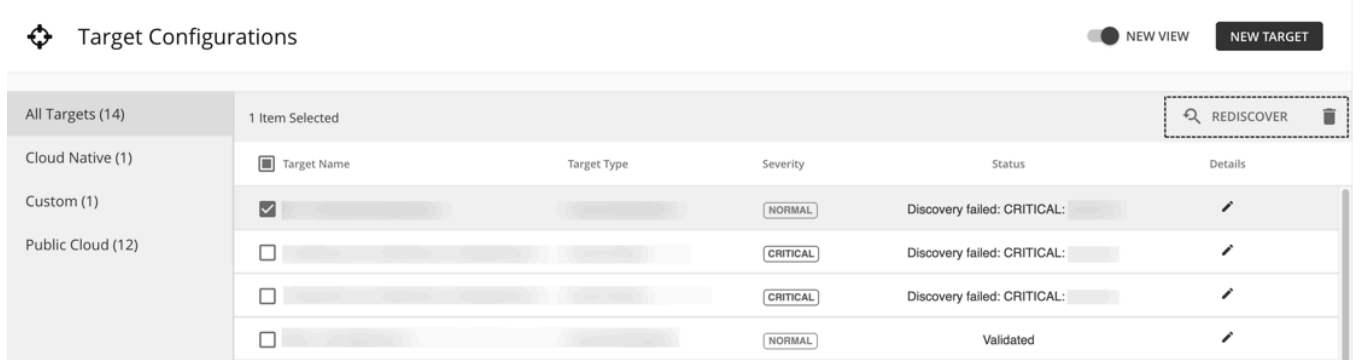 Target Configurations
NEW VIEW
NEW TARGET
All Targets (14)
Cloud Native (1)
Custom (1)
Public Cloud (12)
1 Item Selected
REDISCOVER
Target Name Target Type Severity Status Details
NORMAL Discovery failed: CRITICAL:
CRITICAL Discovery failed: CRITICAL:
CRITICAL Discovery failed: CRITICAL:
NORMAL Validated